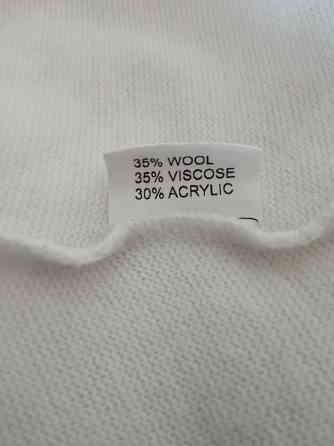 35% WOOL
35% VISCOSE
30% ACRYLIC